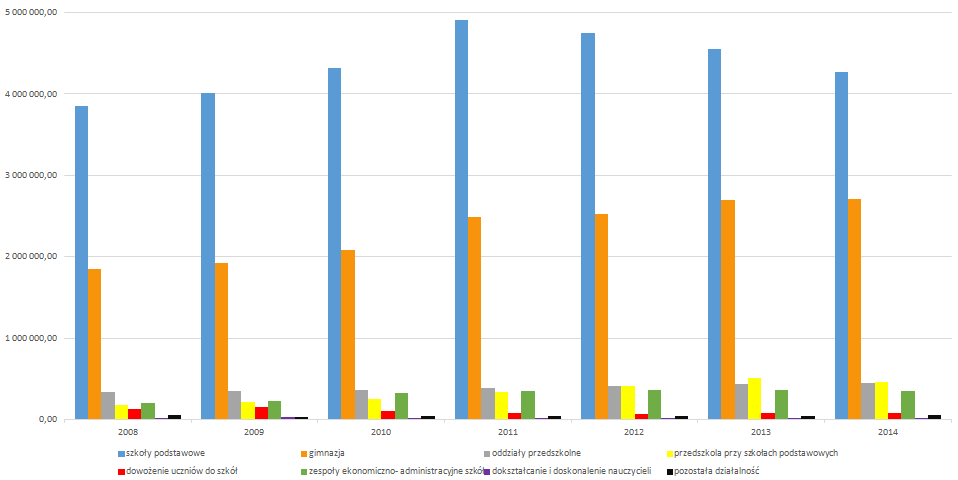 5 000 000,00
4 000 000,00
3 000 000,00
2 000 000,00
1 000 000,00
0,00
2008 2009 2010 2011 2012 2013 2014
szkoły podstawowe gimnazja oddziały przedszkolne przedszkola przy szkołach podstawowych
dowożenie uczniów do szkół zespoły ekonomiczno- administracyjne szkół dokształcanie i doskonalenie nauczycieli pozostała działalność